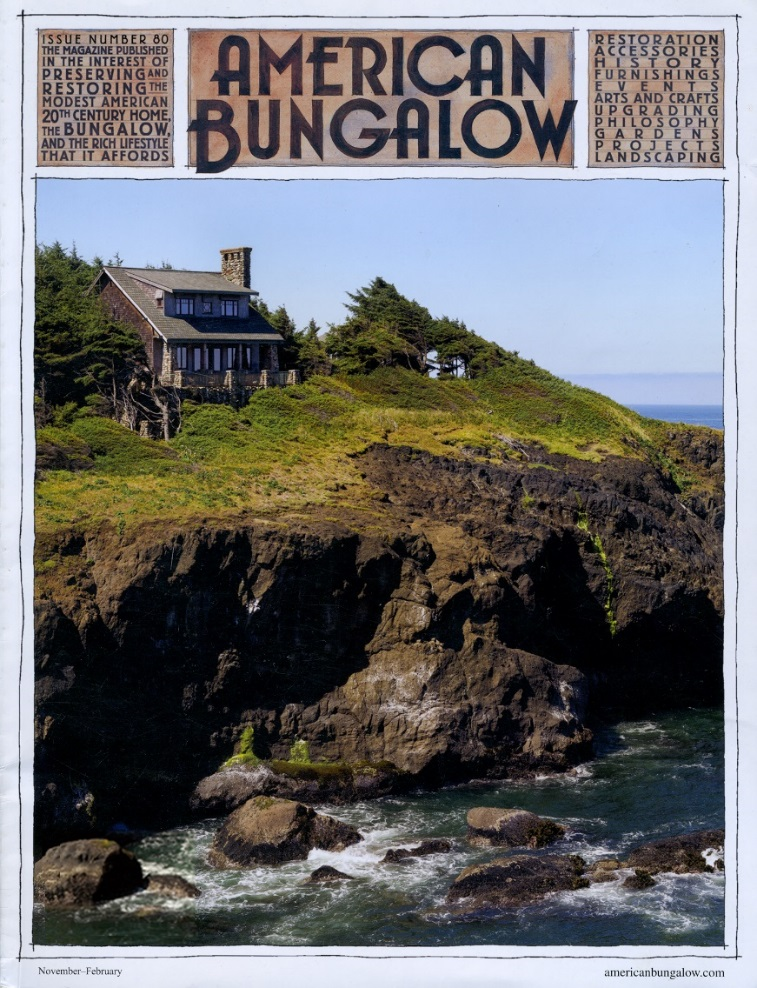 ISSUE NUMBER 80
THE MAGAZINE PUBLISHED
IN THE INTEREST OF
PRESERVING AND
RESTORING THE
MODEST AMERICAN
20TH CENTURY HOME,
THE BUNGALOW,
AND THE RICH LIFESTYLE
THAT IT AFFORDS
AMERICAN
BUNGALOW
RESTORATION
ACCESSORIES
HISTORY
FURNISHINGS
EVENTS
ARTS AND CRAFTS
UPGRADING
PHILOSOPHY
GARDENS
PROJECTS
LANDSCAPING
November–February
americanbungalow.com